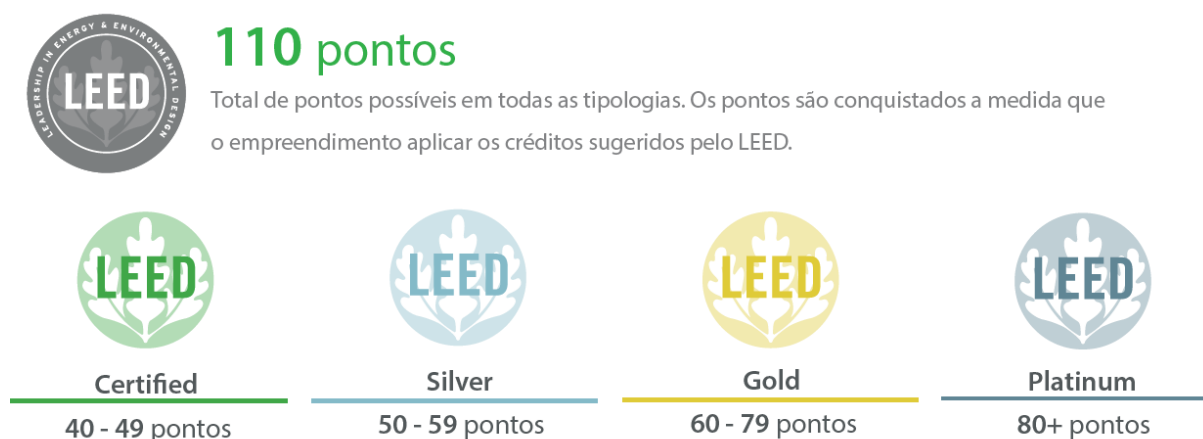 LEADERSHIP IN ENERGY & ENVIRONMENTAL DESIGN
LEED
110 pontos
Total de pontos possíveis em todas as tipologias. Os pontos são conquistados a medida que
o empreendimento aplicar os créditos sugeridos pelo LEED.
LEED
LEED
LEED
LEED
Certified
Silver
Gold
Platinum
40 - 49 pontos
50 - 59 pontos
60 - 79 pontos
80+ pontos